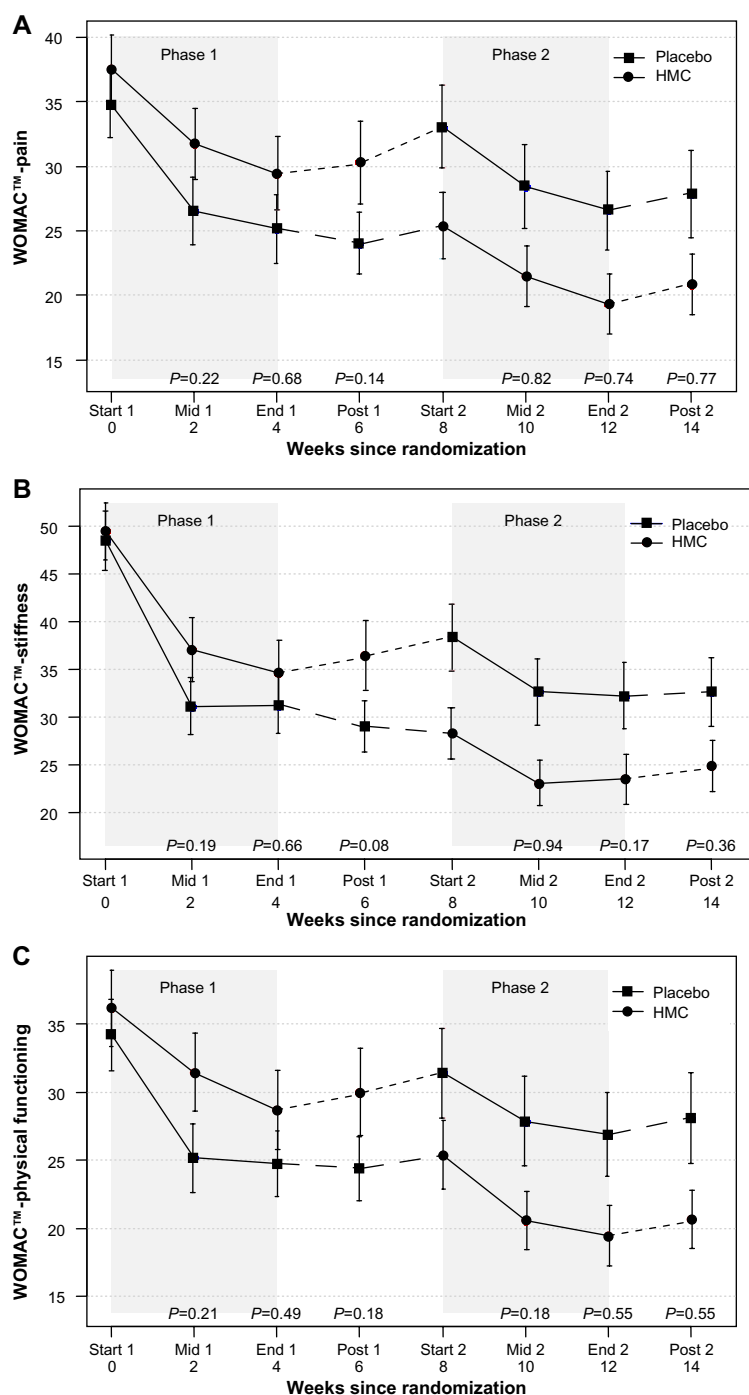 A
WOMAC™-pain
40
35
30
25
20
15
Phase 1
Phase 2
Placebo
HMC
P=0.22
P=0.68
P=0.14
P=0.82
P=0.74
P=0.77
Start 1
Mid 1
End 1
Post 1
Start 2
Mid 2
End 2
Post 2
0
2
4
6
8
10
12
14
Weeks since randomization
B
WOMAC™-stiffness
50
45
40
35
30
25
20
Phase 1
Phase 2
Placebo
HMC
P=0.19
P=0.66
P=0.08
P=0.94
P=0.17
P=0.36
Start 1
Mid 1
End 1
Post 1
Start 2
Mid 2
End 2
Post 2
0
2
4
6
8
10
12
14
Weeks since randomization
C
WOMAC™-physical functioning
35
30
25
20
15
Phase 1
Phase 2
Placebo
HMC
P=0.21
P=0.49
P=0.18
P=0.18
P=0.55
P=0.55
Start 1
Mid 1
End 1
Post 1
Start 2
Mid 2
End 2
Post 2
0
2
4
6
8
10
12
14
Weeks since randomization